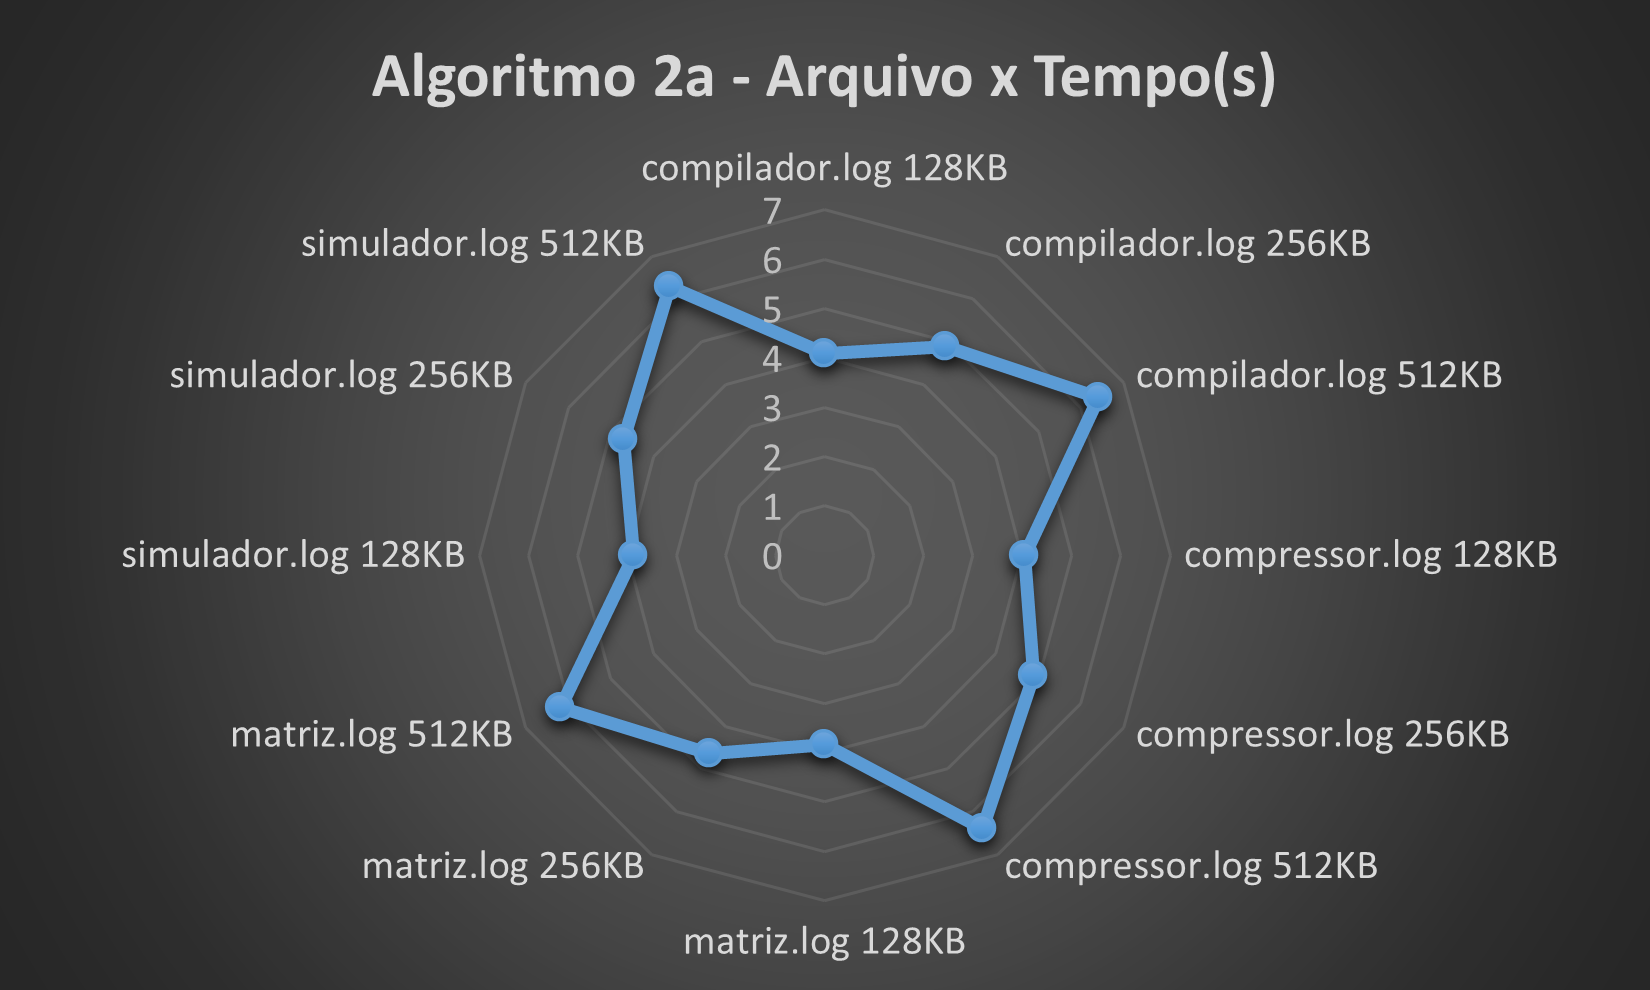 Algoritmo 2a - Arquivo x Tempo(s)
compilador.log 128KB
compilador.log 256KB
compilador.log 512KB
compressor.log 128KB
compressor.log 256KB
compressor.log 512KB
matriz.log 128KB
matriz.log 256KB
matriz.log 512KB
simulador.log 128KB
simulador.log 256KB
simulador.log 512KB
7
6
5
4
3
2
1
0